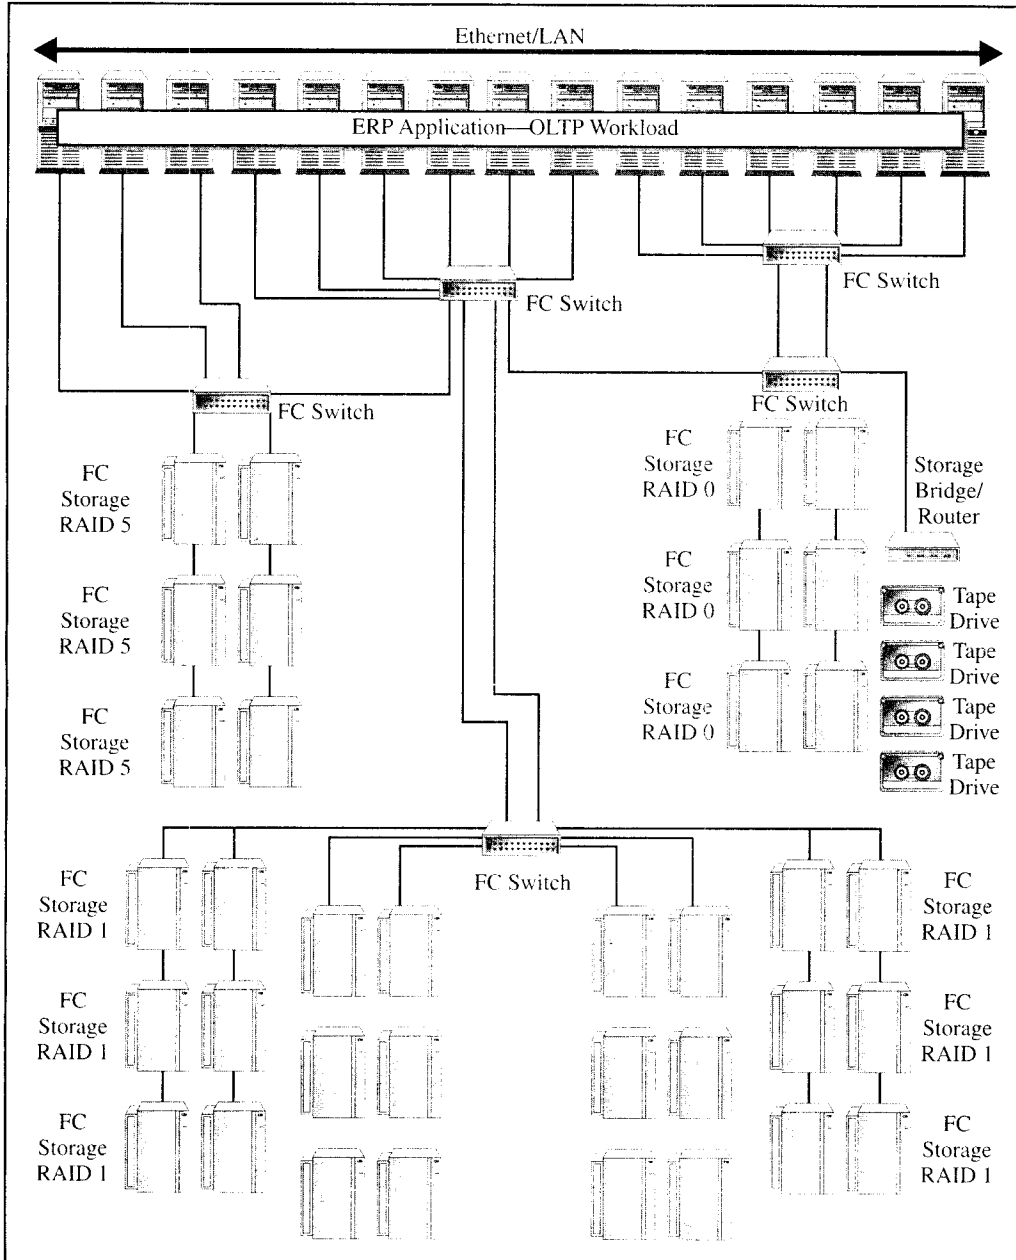 Ethernet/LAN
ERP Application—OLTP Workload
FC Switch
FC Switch
FC Switch
FC Switch
FC
Storage
RAID 5
FC
Storage
RAID 5
FC
Storage
RAID 5
FC
Storage
RAID 0
FC
Storage
RAID 0
FC
Storage
RAID 0
Storage
Bridge/
Router
Tape
Drive
Tape
Drive
Tape
Drive
Tape
Drive
FC Switch
FC
Storage
RAID 1
FC
Storage
RAID 1
FC
Storage
RAID 1
FC
Storage
RAID 1
FC
Storage
RAID 1
FC
Storage
RAID 1